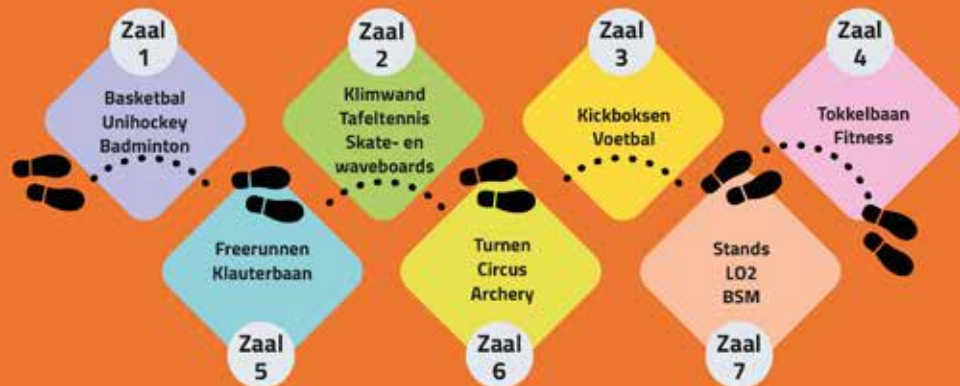 Zaal
1
Basketbal
Unihockey
Badminton
Zaal
2
Klimwand
Tafeltennis
Skate- en
waveboards
Zaal
3
Kickboksen
Voetbal
Zaal
4
Tokkelbaan
Fitness
Freerunnen
Klauterbaan
Zaal
5
Turnen
Circus
Archery
Zaal
6
Stands
LO2
BSM
Zaal
7